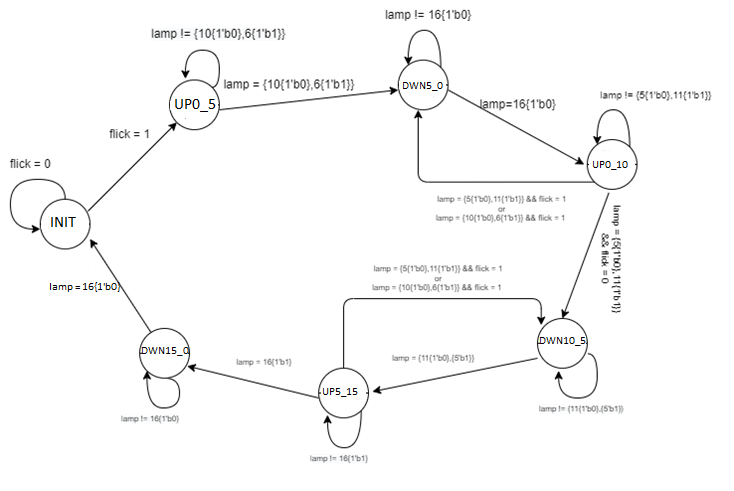 lamp != 16{1'b0}
lamp != {10{1'b0},6{1'b1}}
DWN5_0
lamp = {10{1'b0},6{1'b1}}
UP0_5
lamp=16{1'b0}
lamp != {5{1'b0},11{1'b1}}
flick = 1
UP0_10
flick = 0
lamp = {5{1'b0},11{1'b1}} && flick = 1
or
lamp = {10{1'b0},6{1'b1}} && flick = 1
INIT
lamp = {5{1'b0},11{1'b1}}
&& flick = 0
lamp = {5{1'b0},11{1'b1}} && flick = 1
or
lamp = {10{1'b0},6{1'b1}} && flick = 1
lamp =16{1'b0}
DWN10_5
DWN15_0
lamp = {11{1'b0},{5'b1}}
lamp = 16{1'b1}
UP5_15
lamp != {11{1'b0},{5'b1}}
lamp != 16{1'b0}
lamp != 16{1'b1}